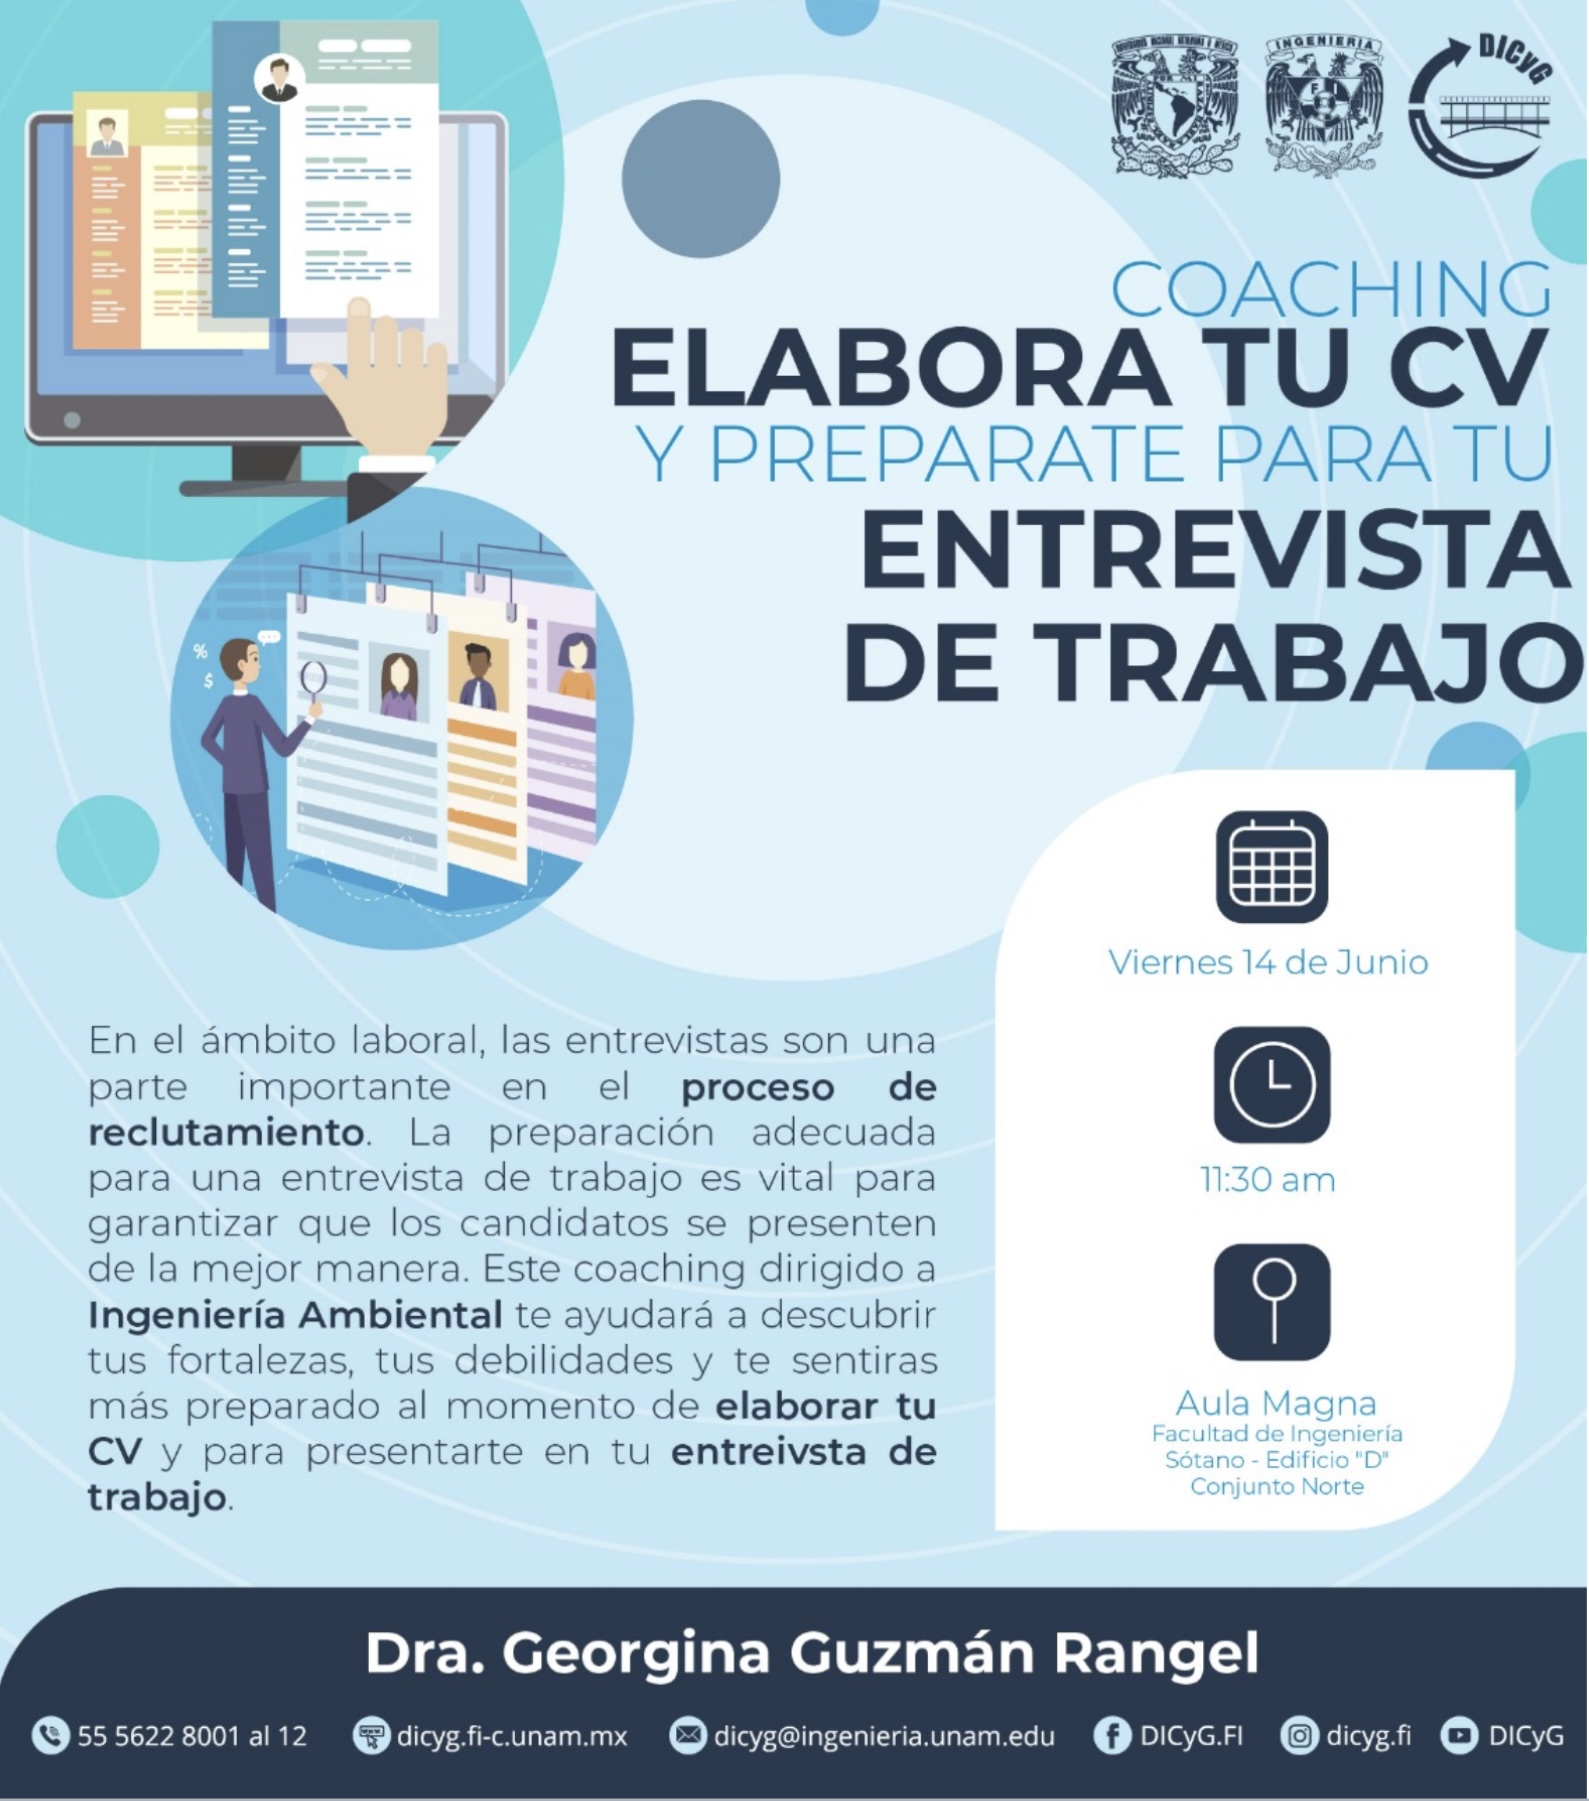 INGENIERIA
FI
DICyG
COACHING
ELABORA TU CV
Y PREPARATE PARA TU
ENTREVISTA
DE TRABAJO
%
$
Viernes 14 de Junio
11:30 am
Aula Magna
Facultad de Ingeniería
Sótano - Edificio "D"
Conjunto Norte
En el ámbito laboral, las entrevistas son una
parte importante en el proceso de
reclutamiento. La preparación adecuada
para una entrevista de trabajo es vital para
garantizar que los candidatos se presenten
de la mejor manera. Este coaching dirigido a
Ingeniería Ambiental te ayudará a descubrir
tus fortalezas, tus debilidades y te sentiras
más preparado al momento de elaborar tu
CV y para presentarte en tu entreivsta de
trabajo.
Dra. Georgina Guzmán Rangel
55 5622 8001 al 12
www
dicyg.fi-c.unam.mx
dicyg@ingenieria.unam.edu
DICyG.FI
dicyg.fi
DICyG